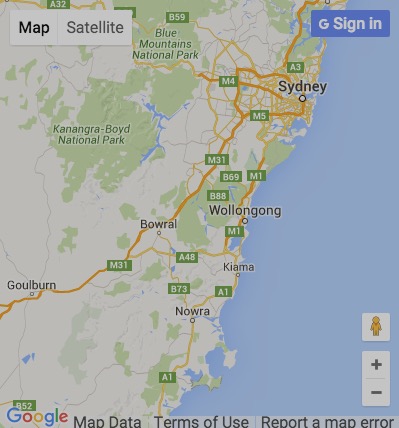 A32
B59
Map Satellite
G Sign in
Blue
Mountains
National Park
A3
M4
Sydney
M5
Kanangra-Boyd
National Park
M31
B69
M1
B88
Wollongong
Bowral
M1
A48
M31
Kiama
Goulburn
B73
A1
Nowra
A1
+
−
B52
Google
Map Data Terms of Use Report a map error